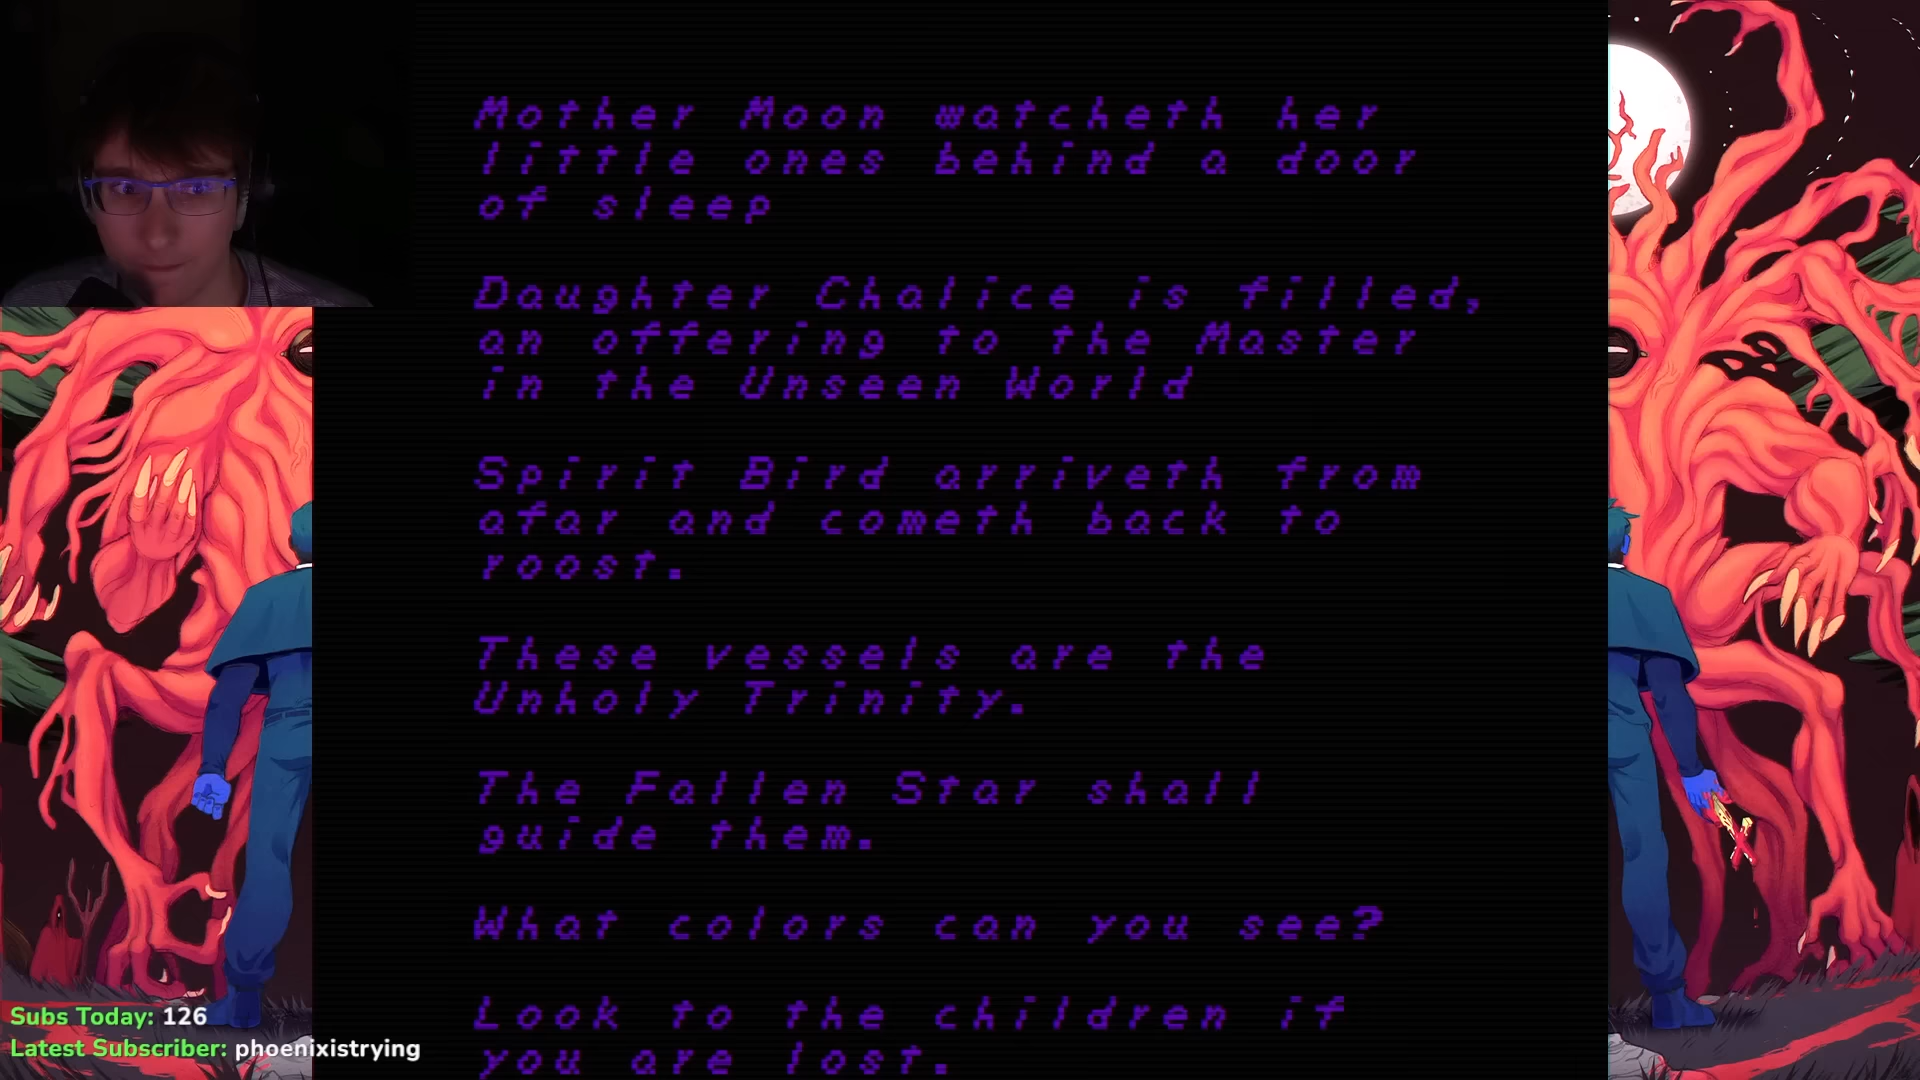 Mother Moon watcheth her
little ones behind a door
of sleep
Daughter Chalice is filled,
an offering to the Master
in the Unseen World
Spirit Bird arriveth from
afar and cometh back to
roost.
These vessels are the
Unholy Trinity.
The Fallen Star shall
guide them.
What colors can you see?
Look to the children if
you are lost.
Subs Today: 126
Latest Subscriber: phoenixistrying